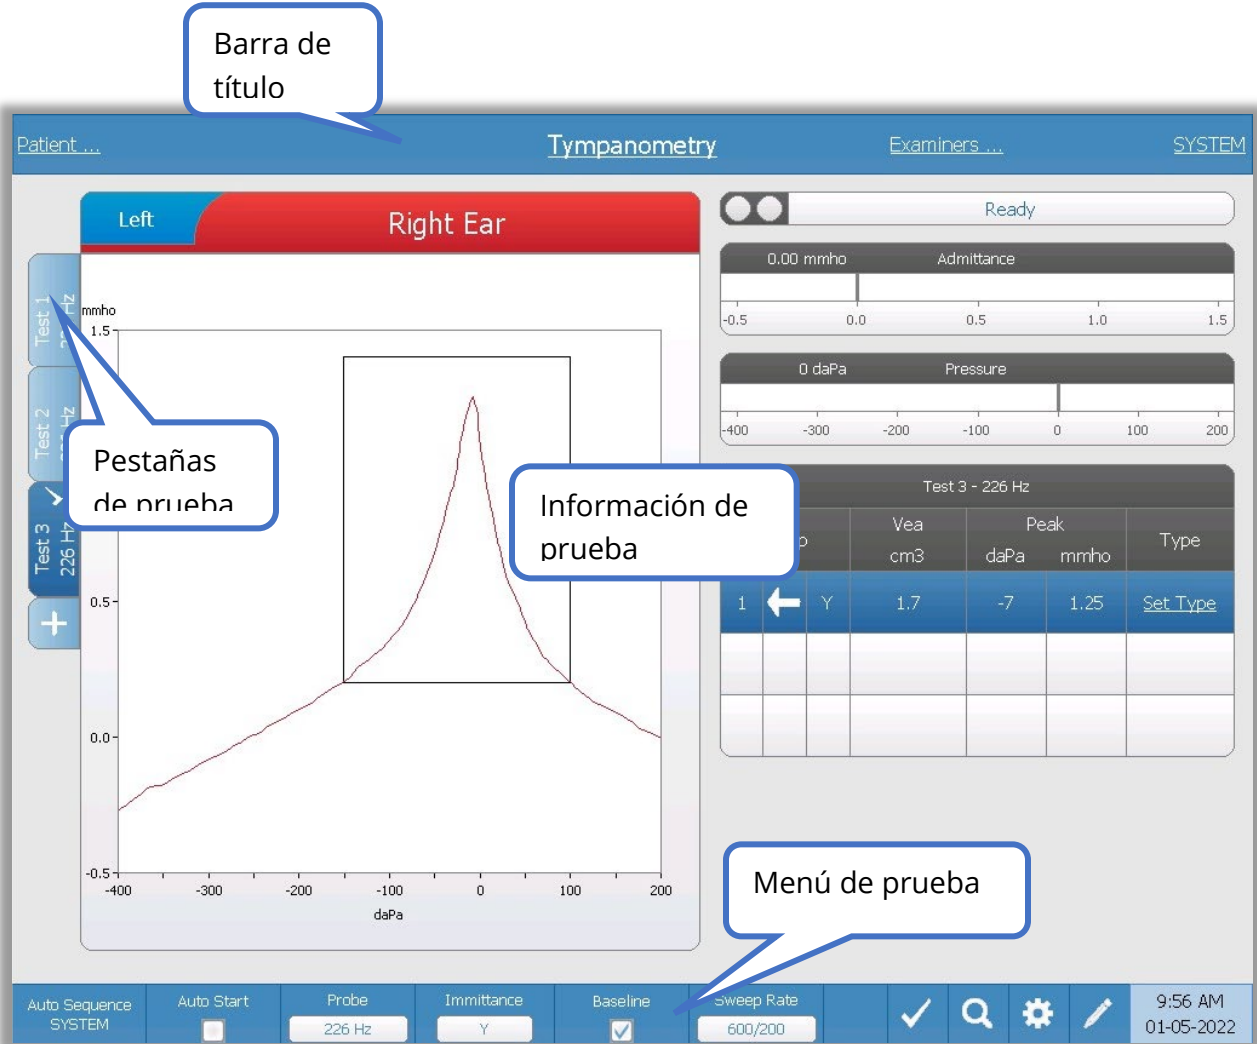 Barra de
título
Patient ...
Tympanometry
Examiners ...
SYSTEM
Left
Right Ear
Ready
0.00 mmho
Admittance
-0.5
0.0
0.5
1.0
1.5
0 daPa
Pressure
-400
-300
-200
-100
0
100
200
Test 1
Hz
Test 2
Hz
Test 3
226 Hz
Pestañas
de prueba
mmho
1.5
0.5
0.0
-0.5
-400
-300
-200
-100
0
100
200
daPa
Información de
prueba
Test 3 - 226 Hz
Vea
cm3
Peak
daPa
mmho
Type
1
Y
1.7
-7
1.25
Set Type
Menú de prueba
Auto Sequence
SYSTEM
Auto Start
Probe
226 Hz
Immittance
Y
Baseline
Sweep Rate
600/200
9:56 AM
01-05-2022